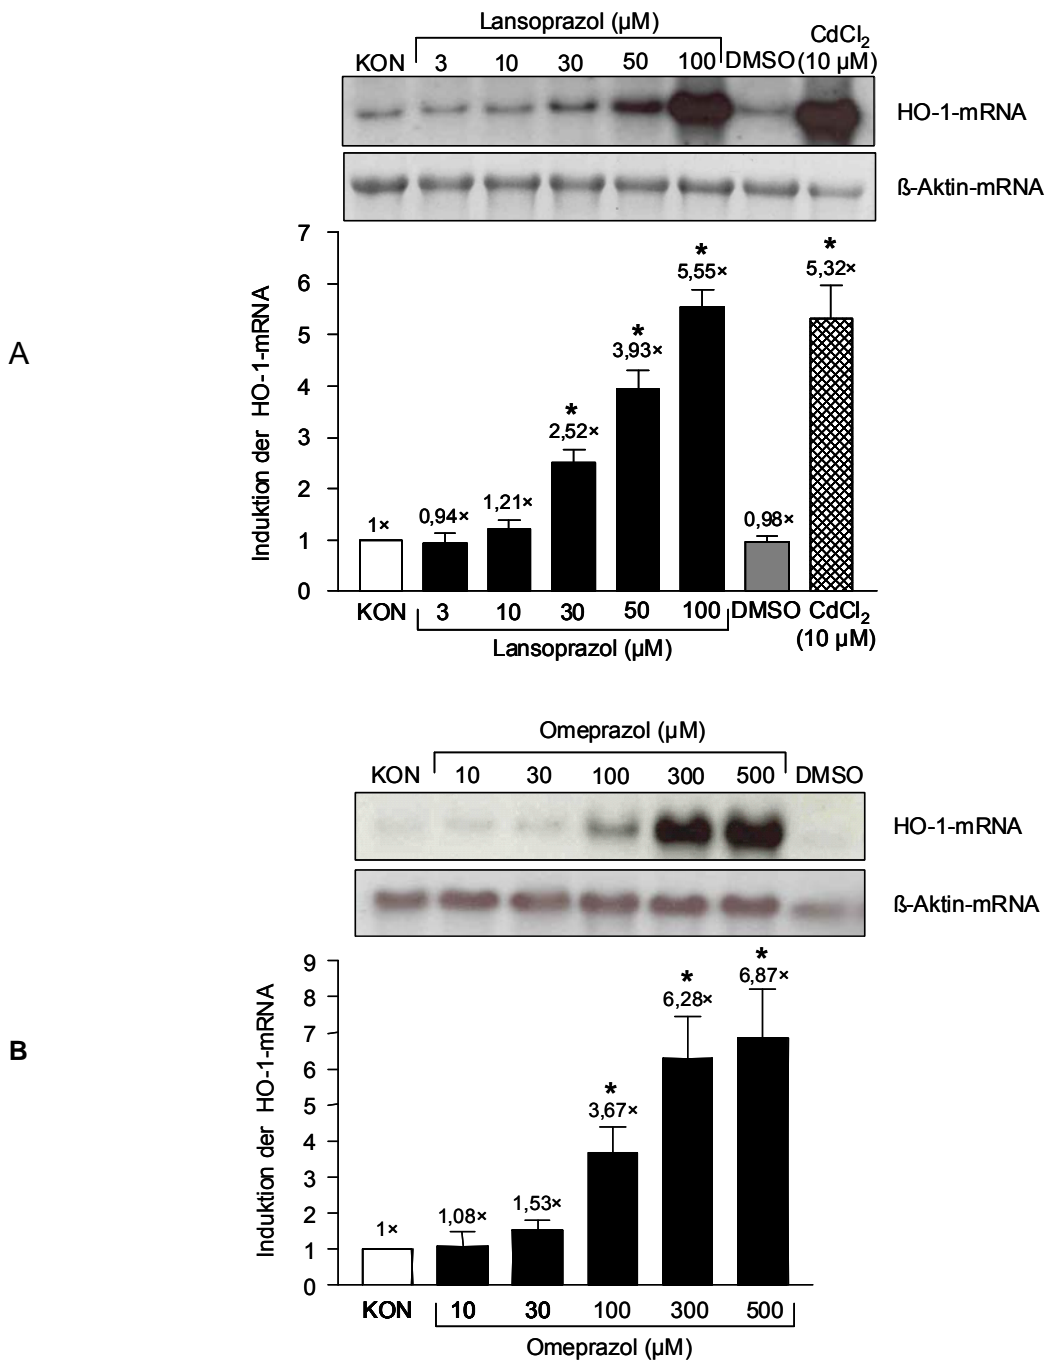 Lansoprazol (µM)
KON 3 10 30 50 100 DMSO CdCl2 (10 µM)
HO-1-mRNA
ß-Aktin-mRNA
A
Induktion der HO-1-mRNA
7
6
5
4
3
2
1
0
1×
0,94×
1,21×
*
2,52×
*
3,93×
*
5,55×
0,98×
*
5,32×
KON 3 10 30 50 100 DMSO CdCl2
(10 µM)
Lansoprazol (µM)
Omeprazol (µM)
KON 10 30 100 300 500 DMSO
HO-1-mRNA
ß-Aktin-mRNA
B
Induktion der HO-1-mRNA
9
8
7
6
5
4
3
2
1
0
1×
1,08×
1,53×
*
3,67×
*
6,28×
*
6,87×
KON 10 30 100 300 500
Omeprazol (µM)